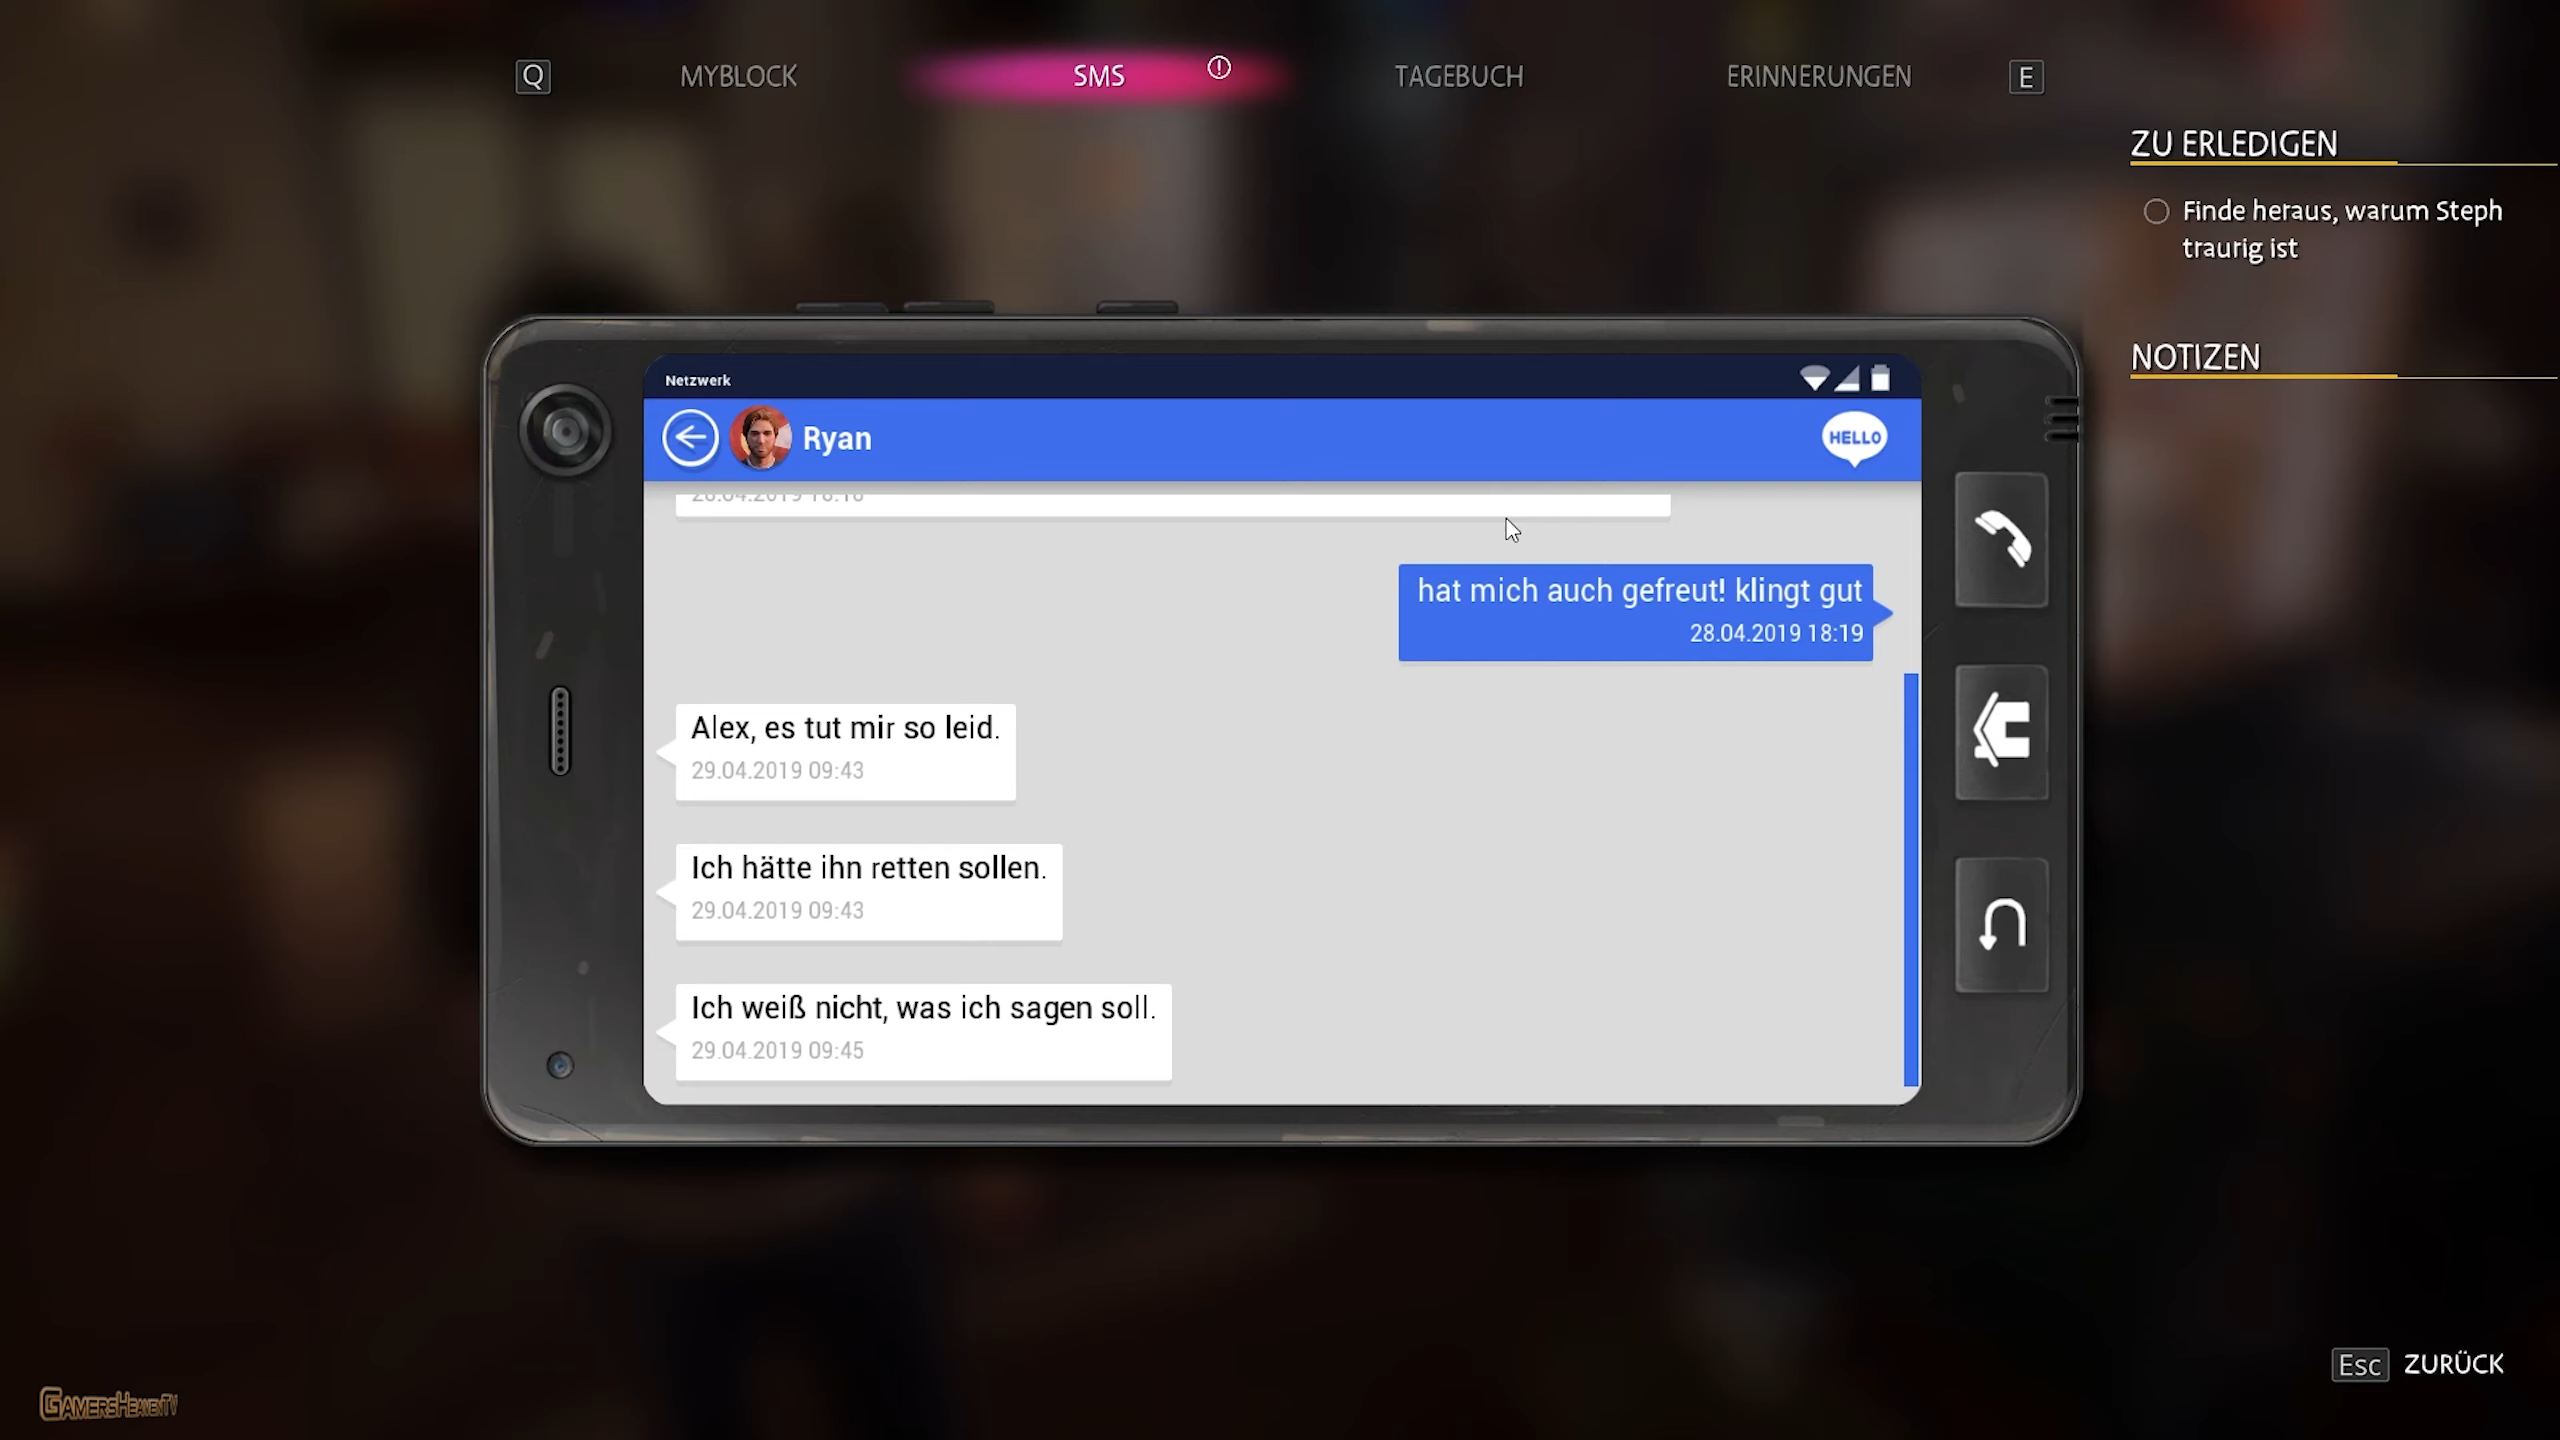 Q MYBLOCK SMS TAGEBUCH ERINNERUNGEN E
ZU ERLEDIGEN
Finde heraus, warum Steph
traurig ist
NOTIZEN
Netzwerk
Ryan
HELLO
hat mich auch gefreut! klingt gut
28.04.2019 18:19
Alex, es tut mir so leid.
29.04.2019 09:43
Ich hätte ihn retten sollen.
29.04.2019 09:43
Ich weiß nicht, was ich sagen soll.
29.04.2019 09:45
Esc ZURÜCK
GAMERSHEAVENTV